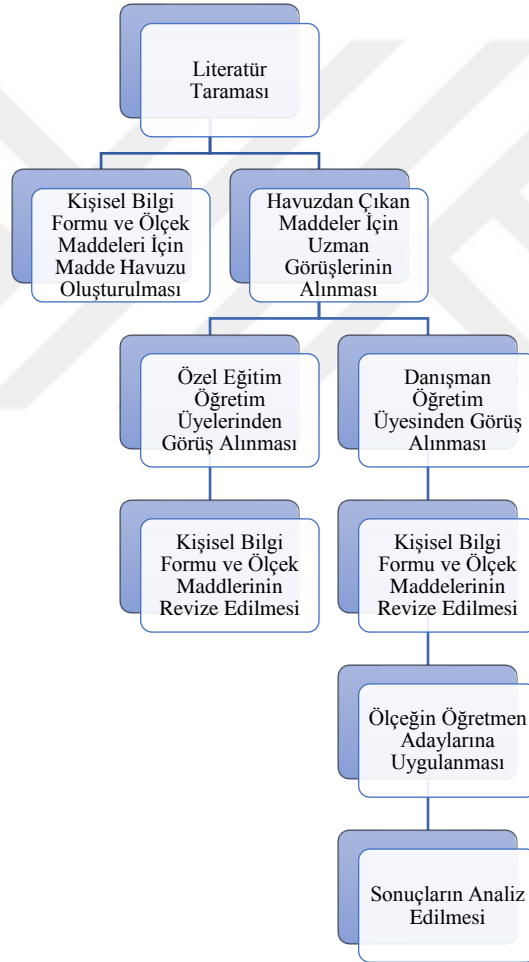 Literatür
Taraması
Kişisel Bilgi
Formu ve Ölçek
Maddeleri İçin
Madde Havuzu
Oluşturulması
Havuzdan Çıkan
Maddeler İçin
Uzman
Görüşlerinin
Alınması
Özel Eğitim
Öğretim
Üyelerinden
Görüş Alınması
Danışman
Öğretim
Üyesinden Görüş
Alınması
Kişisel Bilgi
Formu ve Ölçek
Maddlerinin
Revize Edilmesi
Kişisel Bilgi
Formu ve Ölçek
Maddelerinin
Revize Edilmesi
Ölçeğin Öğretmen
Adaylarına
Uygulanması
Sonuçların Analiz
Edilmesi